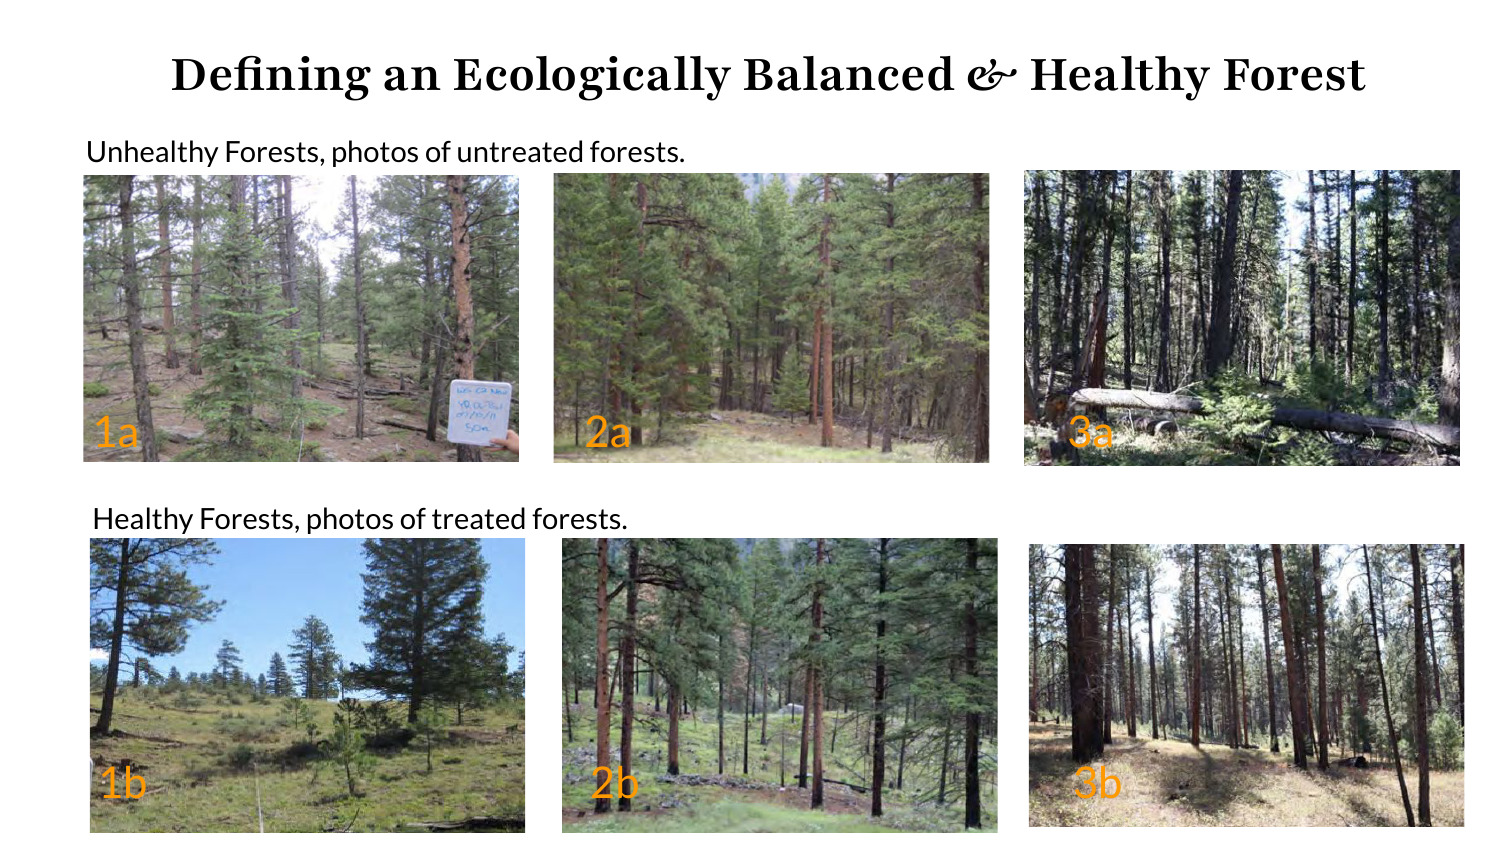 Defining an Ecologically Balanced & Healthy Forest
Unhealthy Forests, photos of untreated forests.
1a
2a
3a
50m
Healthy Forests, photos of treated forests.
1b
2b
3b